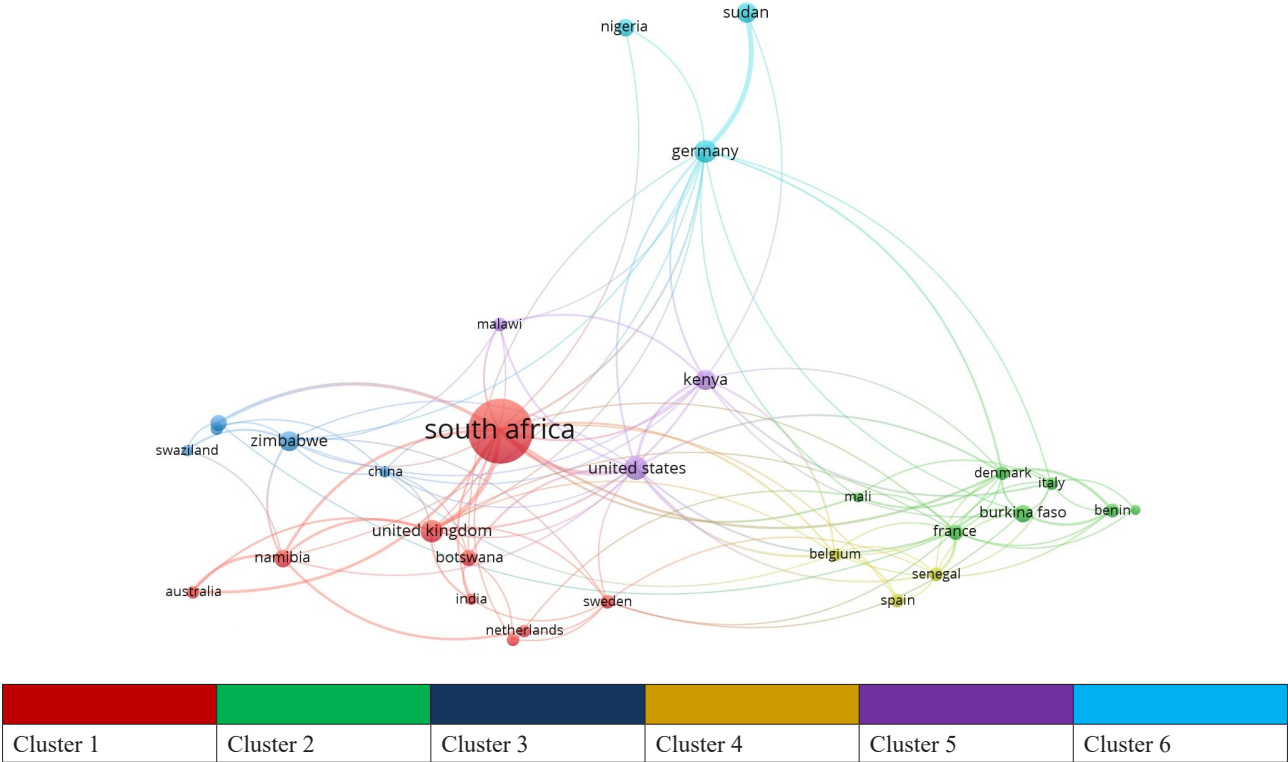 sudan
nigeria
germany
malawi
kenya
south africa
zimbabwe
swaziland
china
united states
denmark
italy
mali
burkina faso
benin
united kingdom
france
namibia
botswana
belgium
senegal
australia
india
sweden
spain
netherlands
Cluster 1 Cluster 2 Cluster 3 Cluster 4 Cluster 5 Cluster 6